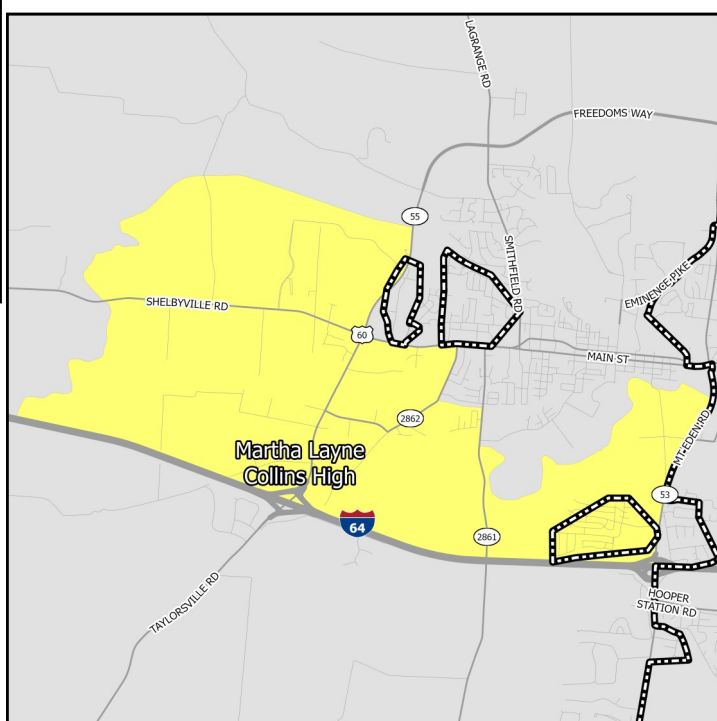 LAGRANGE RD
FREEDOMS WAY
55
SMITHFIELD RD
EMINENCE PIKE
SHELBYVILLE RD
60
MAIN ST
2862
MT EDEN RD
Martha Layne
Collins High
53
64
2861
HOOPER
STATION RD
TAYLORSVILLE RD